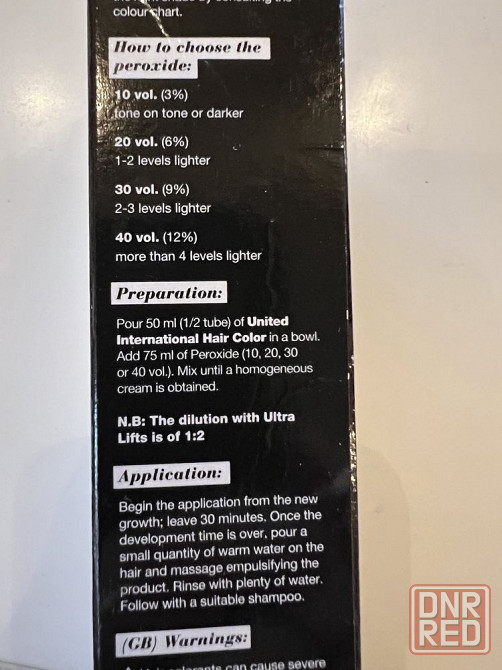 colour chart.
How to choose the
peroxide:
10 vol. (3%)
tone on tone or darker
20 vol. (6%)
1-2 levels lighter
30 vol. (9%)
2-3 levels lighter
40 vol. (12%)
more than 4 levels lighter
Preparation:
Pour 50 ml (1/2 tube) of United
International Hair Color in a bowl.
Add 75 ml of Peroxide (10, 20, 30
or 40 vol.). Mix until a homogeneous
cream is obtained.
N.B: The dilution with Ultra
Lifts is of 1:2
Application:
Begin the application from the new
growth; leave 30 minutes. Once the
development time is over, pour a
small quantity of warm water on the
hair and massage empulsifying the
product. Rinse with plenty of water.
Follow with a suitable shampoo.
(GB) Warnings:
can cause severe
DNR
RED